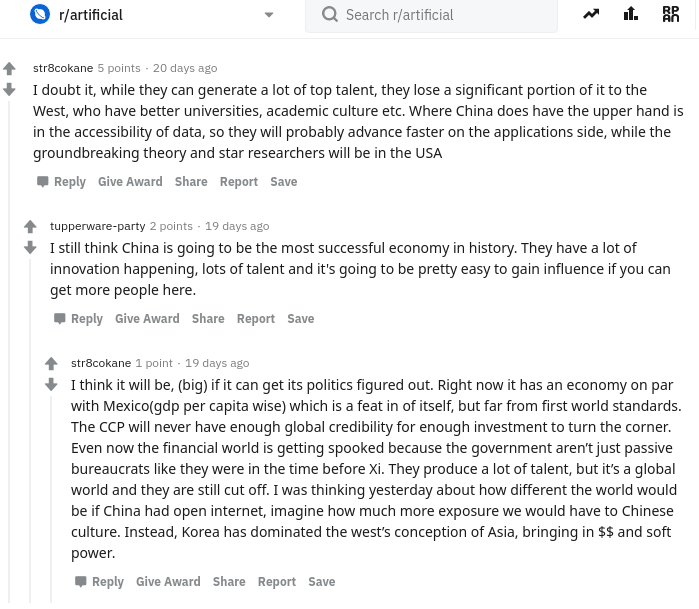 r/artificial
Search r/artificial
str8cokane 5 points · 20 days ago
I doubt it, while they can generate a lot of top talent, they lose a significant portion of it to the
West, who have better universities, academic culture etc. Where China does have the upper hand is
in the accessibility of data, so they will probably advance faster on the applications side, while the
groundbreaking theory and star researchers will be in the USA
Reply Give Award Share Report Save
tupperware-party 2 points · 19 days ago
I still think China is going to be the most successful economy in history. They have a lot of
innovation happening, lots of talent and it's going to be pretty easy to gain influence if you can
get more people here.
Reply Give Award Share Report Save
str8cokane 1 point · 19 days ago
I think it will be, (big) if it can get its politics figured out. Right now it has an economy on par
with Mexico(gdp per capita wise) which is a feat in of itself, but far from first world standards.
The CCP will never have enough global credibility for enough investment to turn the corner.
Even now the financial world is getting spooked because the government aren’t just passive
bureaucrats like they were in the time before Xi. They produce a lot of talent, but it’s a global
world and they are still cut off. I was thinking yesterday about how different the world would
be if China had open internet, imagine how much more exposure we would have to Chinese
culture. Instead, Korea has dominated the west’s conception of Asia, bringing in $$ and soft
power.
Reply Give Award Share Report Save